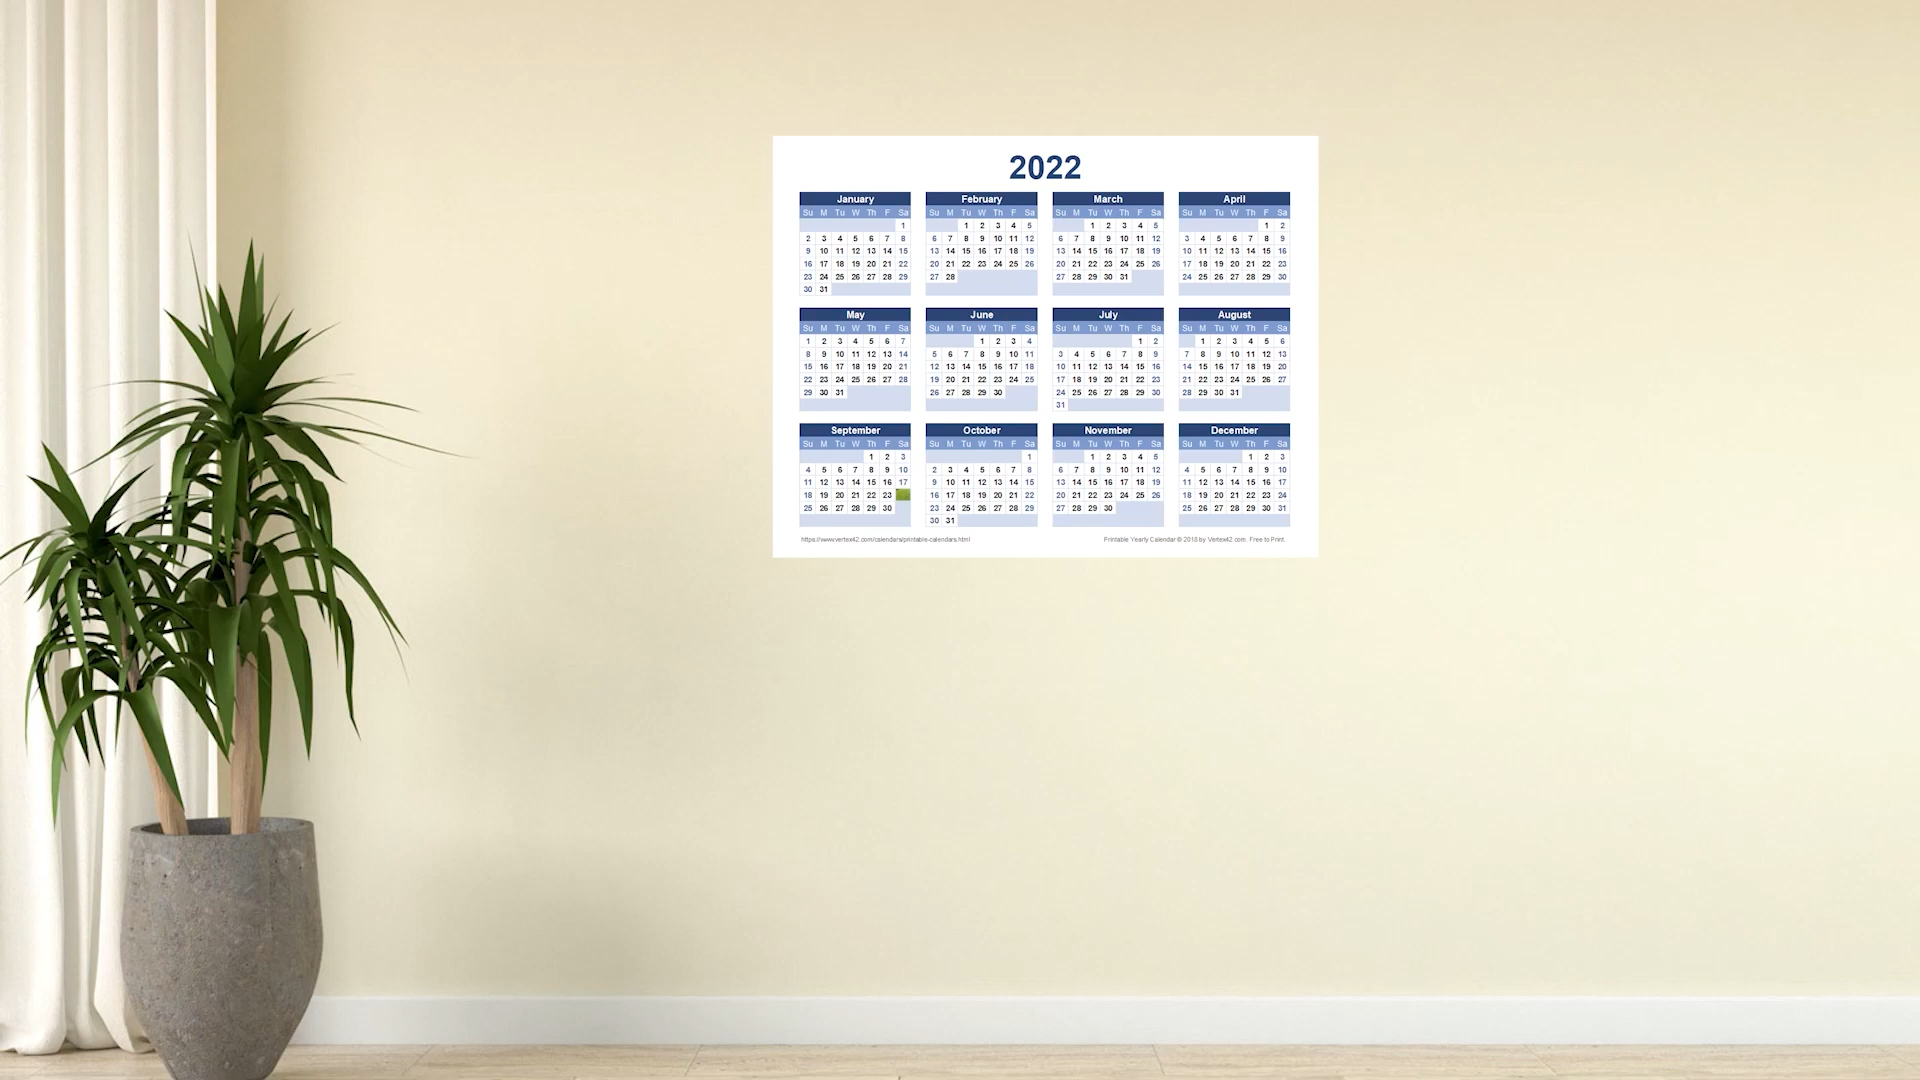 2022
January February March April
Su M Tu W Th F Sa Su M Tu W Th F Sa Su M Tu W Th F Sa Su M Tu W Th F Sa
1 1 2 3 4 5 1 2 3 4 5 1 2
2 3 4 5 6 7 8 6 7 8 9 10 11 12 6 7 8 9 10 11 12 3 4 5 6 7 8 9
9 10 11 12 13 14 15 13 14 15 16 17 18 19 13 14 15 16 17 18 19 10 11 12 13 14 15 16
16 17 18 19 20 21 22 20 21 22 23 24 25 26 20 21 22 23 24 25 26 17 18 19 20 21 22 23
23 24 25 26 27 28 29 27 28 27 28 29 30 31 24 25 26 27 28 29 30
30 31
May June July August
Su M Tu W Th F Sa Su M Tu W Th F Sa Su M Tu W Th F Sa Su M Tu W Th F Sa
1 2 3 4 5 6 7 1 2 3 4 1 2 1 2 3 4 5 6
8 9 10 11 12 13 14 5 6 7 8 9 10 11 3 4 5 6 7 8 9 7 8 9 10 11 12 13
15 16 17 18 19 20 21 12 13 14 15 16 17 18 10 11 12 13 14 15 16 14 15 16 17 18 19 20
22 23 24 25 26 27 28 19 20 21 22 23 24 25 17 18 19 20 21 22 23 21 22 23 24 25 26 27
29 30 31 26 27 28 29 30 24 25 26 27 28 29 30 28 29 30 31
31
September October November December
Su M Tu W Th F Sa Su M Tu W Th F Sa Su M Tu W Th F Sa Su M Tu W Th F Sa
1 2 3 1 1 2 3 4 5 1 2 3
4 5 6 7 8 9 10 2 3 4 5 6 7 8 6 7 8 9 10 11 12 4 5 6 7 8 9 10
11 12 13 14 15 16 17 9 10 11 12 13 14 15 13 14 15 16 17 18 19 11 12 13 14 15 16 17
18 19 20 21 22 23 16 17 18 19 20 21 22 20 21 22 23 24 25 26 18 19 20 21 22 23 24
25 26 27 28 29 30 23 24 25 26 27 28 29 27 28 29 30 25 26 27 28 29 30 31
30 31
https://www.vertex42.com/calendars/printable-calendars.html Printable Yearly Calendar © 2018 by Vertex42.com. Free to Print.